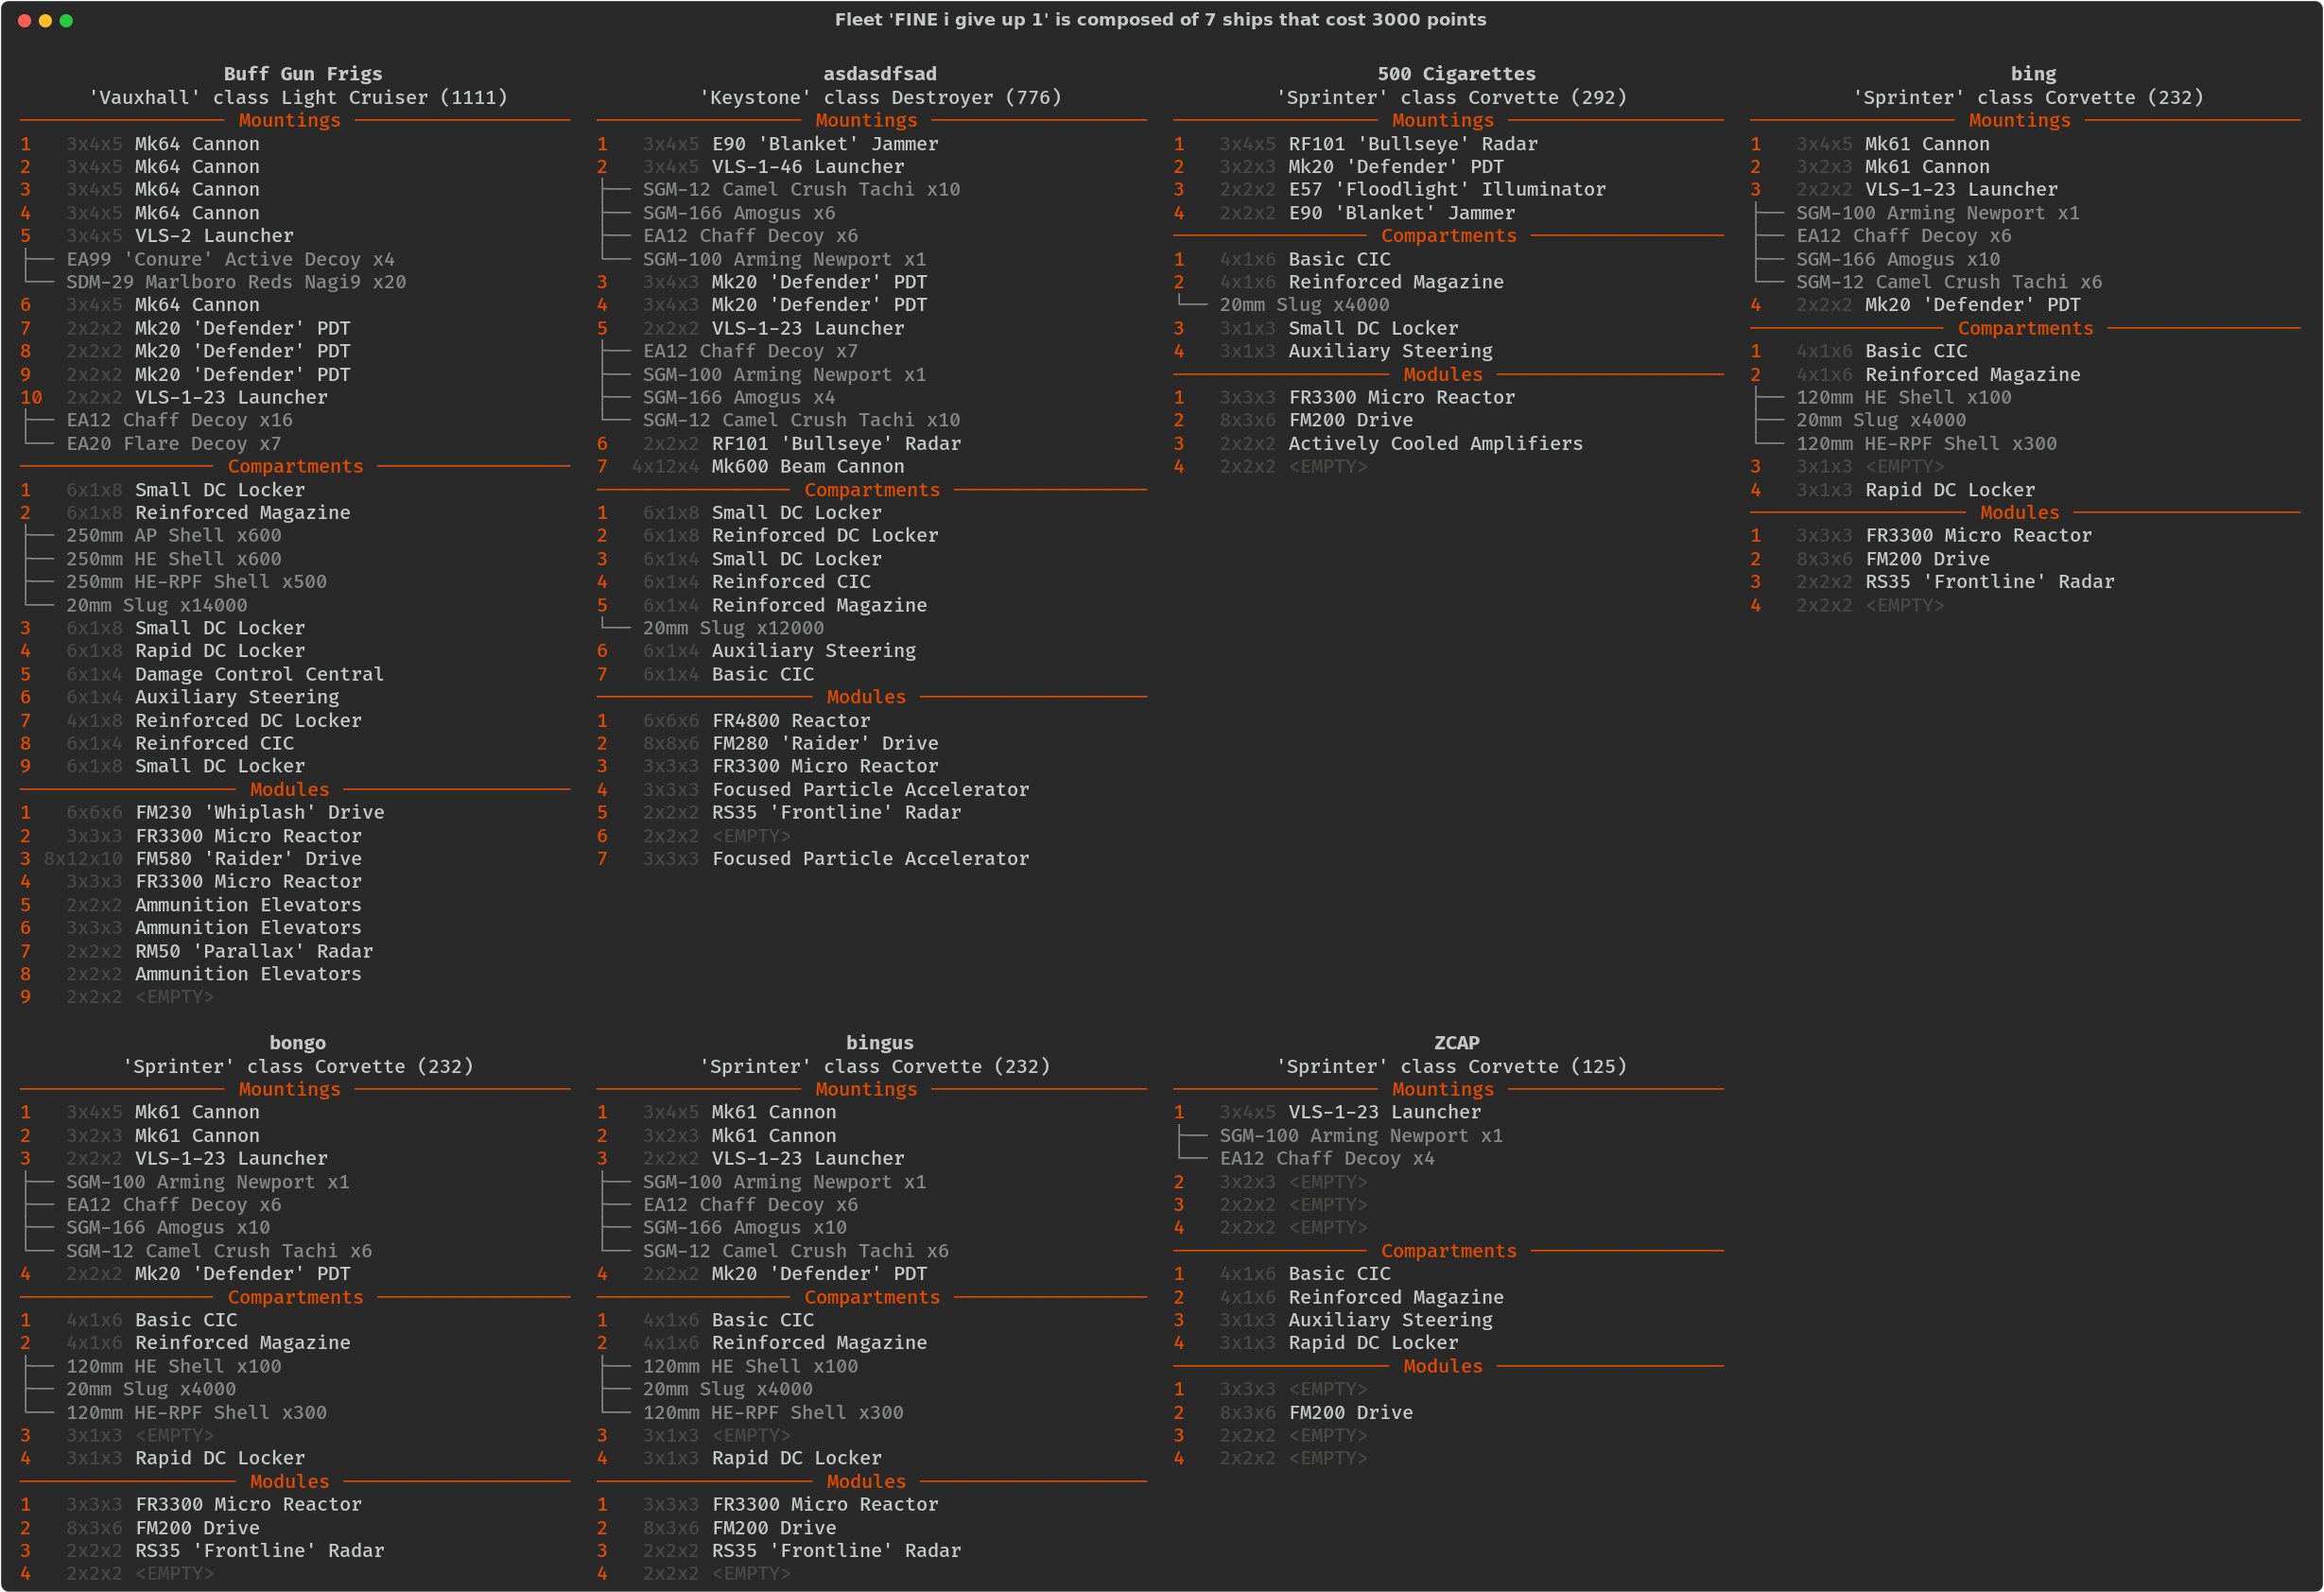 Fleet 'FINE i give up 1' is composed of 7 ships that cost 3000 points
Buff Gun Frigs
'Vauxhall' class Light Cruiser (1111)
Mountings
1 3x4x5 Mk64 Cannon
2 3x4x5 Mk64 Cannon
3 3x4x5 Mk64 Cannon
4 3x4x5 Mk64 Cannon
5 3x4x5 VLS-2 Launcher
EA99 'Conure' Active Decoy x4
SDM-29 Marlboro Reds Nagi9 x20
6 3x4x5 Mk64 Cannon
7 2x2x2 Mk20 'Defender' PDT
8 2x2x2 Mk20 'Defender' PDT
9 2x2x2 Mk20 'Defender' PDT
10 2x2x2 VLS-1-23 Launcher
EA12 Chaff Decoy x16
EA20 Flare Decoy x7
Compartments
1 6x1x8 Small DC Locker
2 6x1x8 Reinforced Magazine
250mm AP Shell x600
250mm HE Shell x600
250mm HE-RPF Shell x500
20mm Slug x14000
3 6x1x8 Small DC Locker
4 6x1x8 Rapid DC Locker
5 6x1x4 Damage Control Central
6 6x1x4 Auxiliary Steering
7 4x1x8 Reinforced DC Locker
8 6x1x4 Reinforced CIC
9 6x1x8 Small DC Locker
Modules
1 6x6x6 FM230 'Whiplash' Drive
2 3x3x3 FR3300 Micro Reactor
3 8x12x10 FM580 'Raider' Drive
4 3x3x3 FR3300 Micro Reactor
5 2x2x2 Ammunition Elevators
6 3x3x3 Ammunition Elevators
7 2x2x2 RM50 'Parallax' Radar
8 2x2x2 Ammunition Elevators
9 2x2x2 <EMPTY>
asdasdfsad
'Keystone' class Destroyer (776)
Mountings
1 3x4x5 E90 'Blanket' Jammer
2 3x4x5 VLS-1-46 Launcher
SGM-12 Camel Crush Tachi x10
SGM-166 Amogus x6
EA12 Chaff Decoy x6
SGM-100 Arming Newport x1
3 3x4x3 Mk20 'Defender' PDT
4 3x4x3 Mk20 'Defender' PDT
5 2x2x2 VLS-1-23 Launcher
EA12 Chaff Decoy x7
SGM-100 Arming Newport x1
SGM-166 Amogus x4
SGM-12 Camel Crush Tachi x10
6 2x2x2 RF101 'Bullseye' Radar
7 4x12x4 Mk600 Beam Cannon
Compartments
1 6x1x8 Small DC Locker
2 6x1x8 Reinforced DC Locker
3 6x1x4 Small DC Locker
4 6x1x4 Reinforced CIC
5 6x1x4 Reinforced Magazine
20mm Slug x12000
6 6x1x4 Auxiliary Steering
7 6x1x4 Basic CIC
Modules
1 6x6x6 FR4800 Reactor
2 8x8x6 FM280 'Raider' Drive
3 3x3x3 FR3300 Micro Reactor
4 3x3x3 Focused Particle Accelerator
5 2x2x2 RS35 'Frontline' Radar
6 2x2x2 <EMPTY>
7 3x3x3 Focused Particle Accelerator
500 Cigarettes
'Sprinter' class Corvette (292)
Mountings
1 3x4x5 RF101 'Bullseye' Radar
2 3x2x3 Mk20 'Defender' PDT
3 2x2x2 E57 'Floodlight' Illuminator
4 2x2x2 E90 'Blanket' Jammer
Compartments
1 4x1x6 Basic CIC
2 4x1x6 Reinforced Magazine
20mm Slug x4000
3 3x1x3 Small DC Locker
4 3x1x3 Auxiliary Steering
Modules
1 3x3x3 FR3300 Micro Reactor
2 8x3x6 FM200 Drive
3 2x2x2 Actively Cooled Amplifiers
4 2x2x2 <EMPTY>
bing
'Sprinter' class Corvette (232)
Mountings
1 3x4x5 Mk61 Cannon
2 3x2x3 Mk61 Cannon
3 2x2x2 VLS-1-23 Launcher
SGM-100 Arming Newport x1
EA12 Chaff Decoy x6
SGM-166 Amogus x10
SGM-12 Camel Crush Tachi x6
4 2x2x2 Mk20 'Defender' PDT
Compartments
1 4x1x6 Basic CIC
2 4x1x6 Reinforced Magazine
120mm HE Shell x100
20mm Slug x4000
120mm HE-RPF Shell x300
3 3x1x3 <EMPTY>
4 3x1x3 Rapid DC Locker
Modules
1 3x3x3 FR3300 Micro Reactor
2 8x3x6 FM200 Drive
3 2x2x2 RS35 'Frontline' Radar
4 2x2x2 <EMPTY>
bongo
'Sprinter' class Corvette (232)
Mountings
1 3x4x5 Mk61 Cannon
2 3x2x3 Mk61 Cannon
3 2x2x2 VLS-1-23 Launcher
SGM-100 Arming Newport x1
EA12 Chaff Decoy x6
SGM-166 Amogus x10
SGM-12 Camel Crush Tachi x6
4 2x2x2 Mk20 'Defender' PDT
Compartments
1 4x1x6 Basic CIC
2 4x1x6 Reinforced Magazine
120mm HE Shell x100
20mm Slug x4000
120mm HE-RPF Shell x300
3 3x1x3 <EMPTY>
4 3x1x3 Rapid DC Locker
Modules
1 3x3x3 FR3300 Micro Reactor
2 8x3x6 FM200 Drive
3 2x2x2 RS35 'Frontline' Radar
4 2x2x2 <EMPTY>
bingus
'Sprinter' class Corvette (232)
Mountings
1 3x4x5 Mk61 Cannon
2 3x2x3 Mk61 Cannon
3 2x2x2 VLS-1-23 Launcher
SGM-100 Arming Newport x1
EA12 Chaff Decoy x6
SGM-166 Amogus x10
SGM-12 Camel Crush Tachi x6
4 2x2x2 Mk20 'Defender' PDT
Compartments
1 4x1x6 Basic CIC
2 4x1x6 Reinforced Magazine
120mm HE Shell x100
20mm Slug x4000
120mm HE-RPF Shell x300
3 3x1x3 <EMPTY>
4 3x1x3 Rapid DC Locker
Modules
1 3x3x3 FR3300 Micro Reactor
2 8x3x6 FM200 Drive
3 2x2x2 RS35 'Frontline' Radar
4 2x2x2 <EMPTY>
ZCAP
'Sprinter' class Corvette (125)
Mountings
1 3x4x5 VLS-1-23 Launcher
SGM-100 Arming Newport x1
EA12 Chaff Decoy x4
2 3x2x3 <EMPTY>
3 2x2x2 <EMPTY>
4 2x2x2 <EMPTY>
Compartments
1 4x1x6 Basic CIC
2 4x1x6 Reinforced Magazine
3 3x1x3 Auxiliary Steering
4 3x1x3 Rapid DC Locker
Modules
1 3x3x3 <EMPTY>
2 8x3x6 FM200 Drive
3 2x2x2 <EMPTY>
4 2x2x2 <EMPTY>